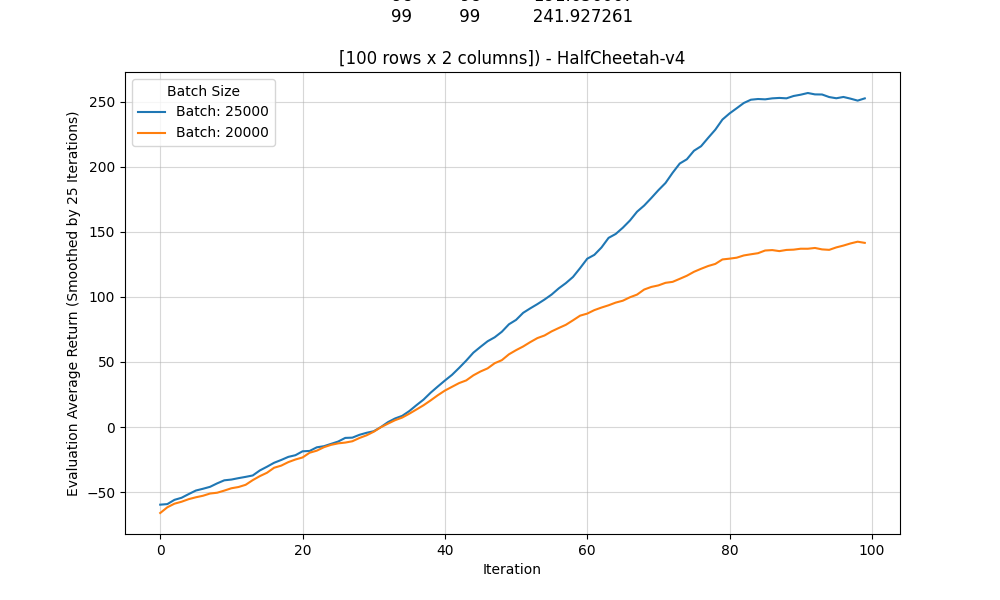 99 99 241.927261
[100 rows x 2 columns]) - HalfCheetah-v4
Batch Size
Batch: 25000
Batch: 20000
Evaluation Average Return (Smoothed by 25 Iterations)
250
200
150
100
50
0
−50
0 20 40 60 80 100
Iteration